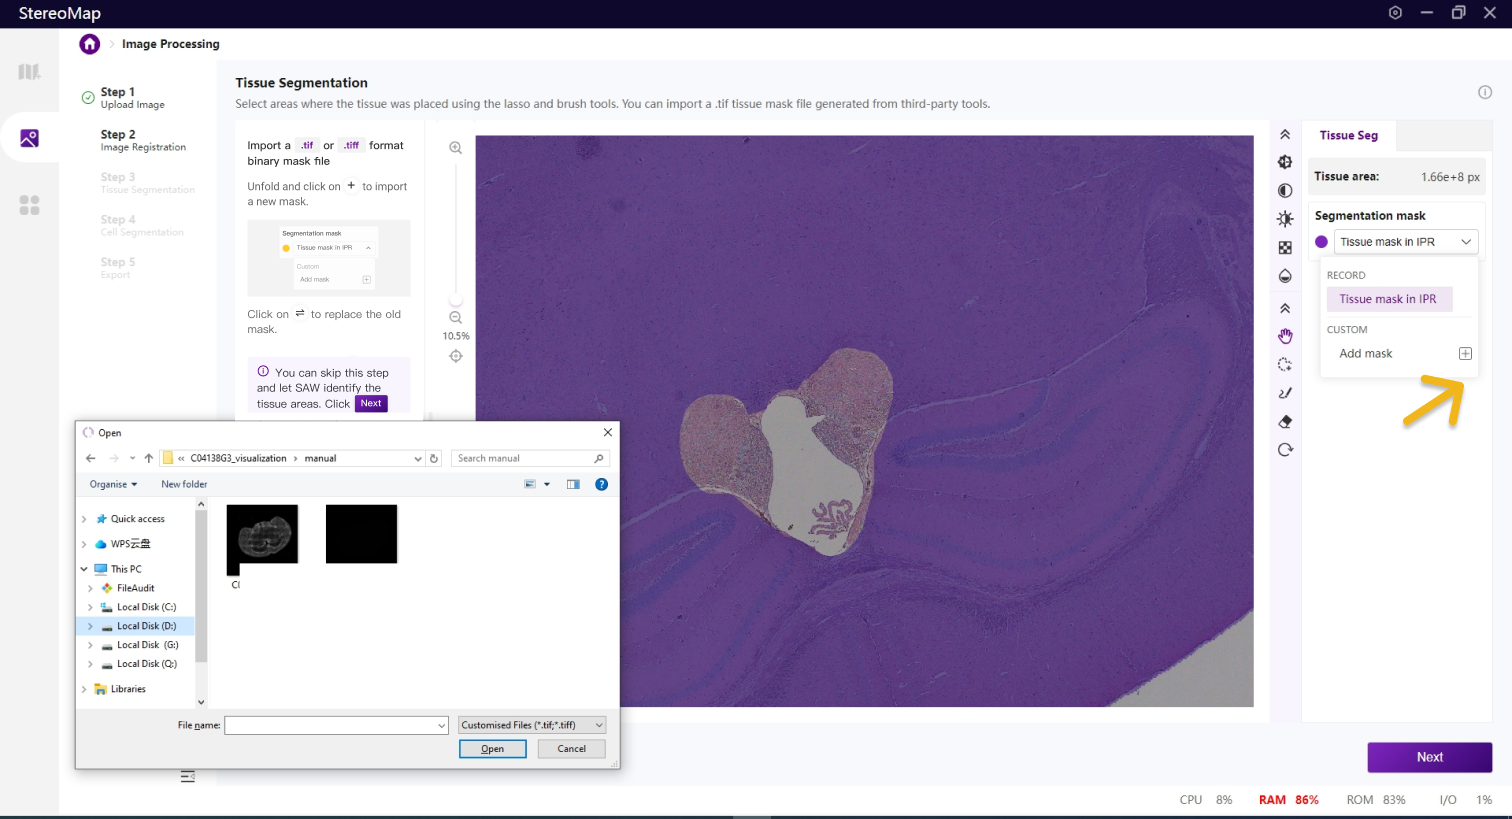 StereoMap
Image Processing
Step 1
Upload Image
Step 2
Image Registration
Step 3
Tissue Segmentation
Step 4
Cell Segmentation
Step 5
Export
Tissue Segmentation
Select areas where the tissue was placed using the lasso and brush tools. You can import a .tif tissue mask file generated from third-party tools.
Import a .tif or .tiff format
binary mask file
Unfold and click on + to import
a new mask.
Segmentation mask
Tissue mask in IPR
Custom
Add mask
Click on ⇌ to replace the old
mask.
You can skip this step
and let SAW identify the
tissue areas. Click Next
10.5%
Tissue Seg
Tissue area: 1.66e+8 px
Segmentation mask
Tissue mask in IPR
RECORD
Tissue mask in IPR
CUSTOM
Add mask
Open
« C04138G3_visualization › manual
Search manual
Organise
New folder
Quick access
WPS云盘
This PC
FileAudit
Local Disk (C:)
Local Disk (D:)
Local Disk (G:)
Local Disk (Q:)
Libraries
File name:
Customised Files (*.tif;*.tiff)
Open
Cancel
Next
CPU 8% RAM 86% ROM 83% I/O 1%